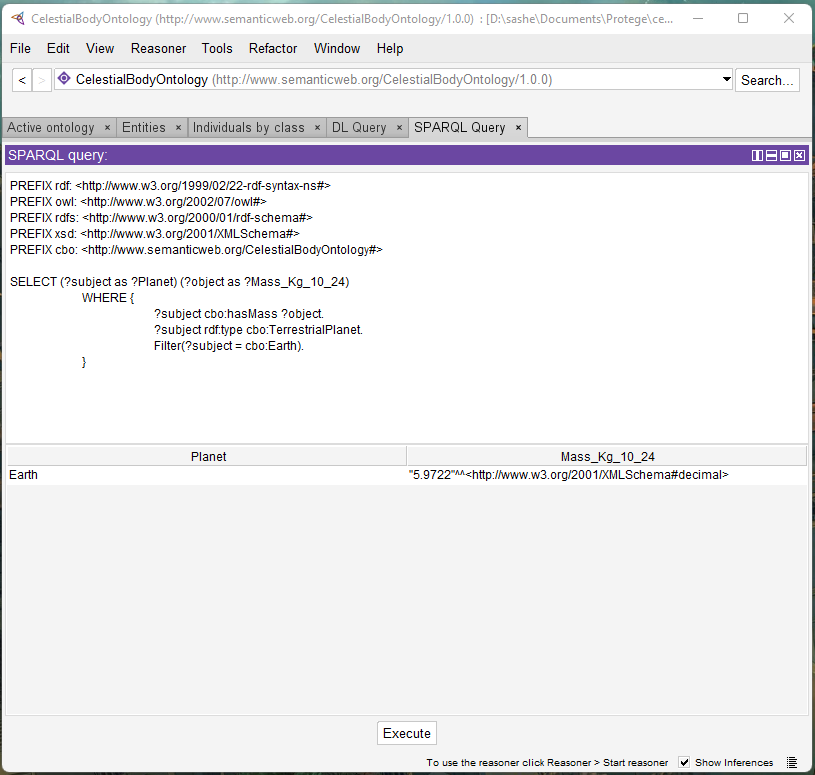 CelestialBodyOntology (http://www.semanticweb.org/CelestialBodyOntology/1.0.0) : [D:\sashe\Documents\Protege\ce...
File Edit View Reasoner Tools Refactor Window Help
< > CelestialBodyOntology (http://www.semanticweb.org/CelestialBodyOntology/1.0.0) Search...
Active ontology × Entities × Individuals by class × DL Query × SPARQL Query ×
SPARQL query:
PREFIX rdf: <http://www.w3.org/1999/02/22-rdf-syntax-ns#>
PREFIX owl: <http://www.w3.org/2002/07/owl#>
PREFIX rdfs: <http://www.w3.org/2000/01/rdf-schema#>
PREFIX xsd: <http://www.w3.org/2001/XMLSchema#>
PREFIX cbo: <http://www.semanticweb.org/CelestialBodyOntology#>
SELECT (?subject as ?Planet) (?object as ?Mass_Kg_10_24)
WHERE {
?subject cbo:hasMass ?object.
?subject rdf:type cbo:TerrestrialPlanet.
Filter(?subject = cbo:Earth).
}
Planet Mass_Kg_10_24
Earth "5.9722"^^<http://www.w3.org/2001/XMLSchema#decimal>
Execute
To use the reasoner click Reasoner > Start reasoner Show Inferences